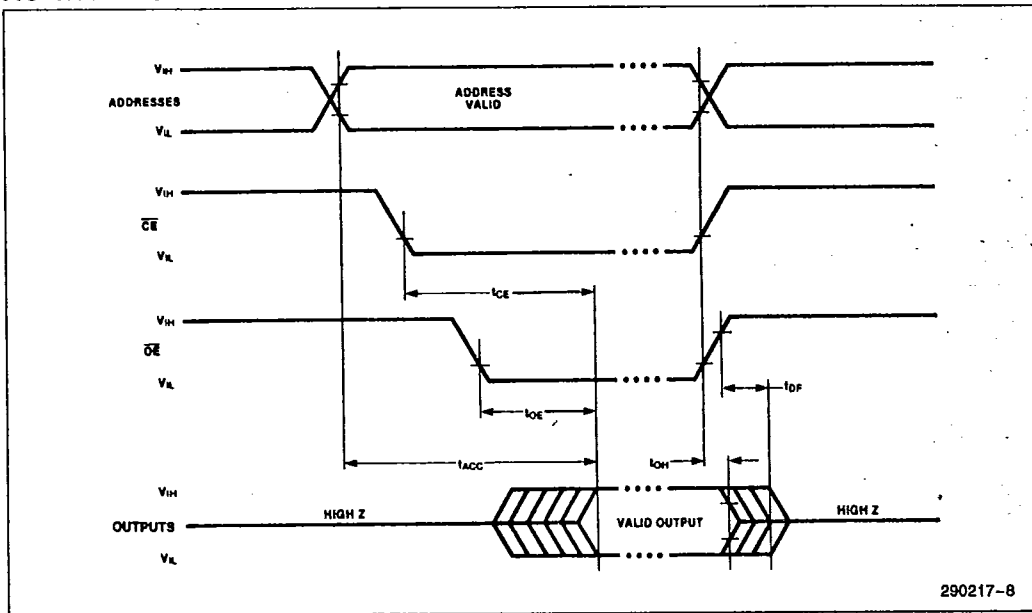 VIH
ADDRESSES
ADDRESS
VALID
VIL
VIH
CE
VIL
tCE
VIH
OE
VIL
tDF
tOE
tACC
tOH
VIH
OUTPUTS
HIGH Z
VALID OUTPUT
HIGH Z
VIL
290217-8